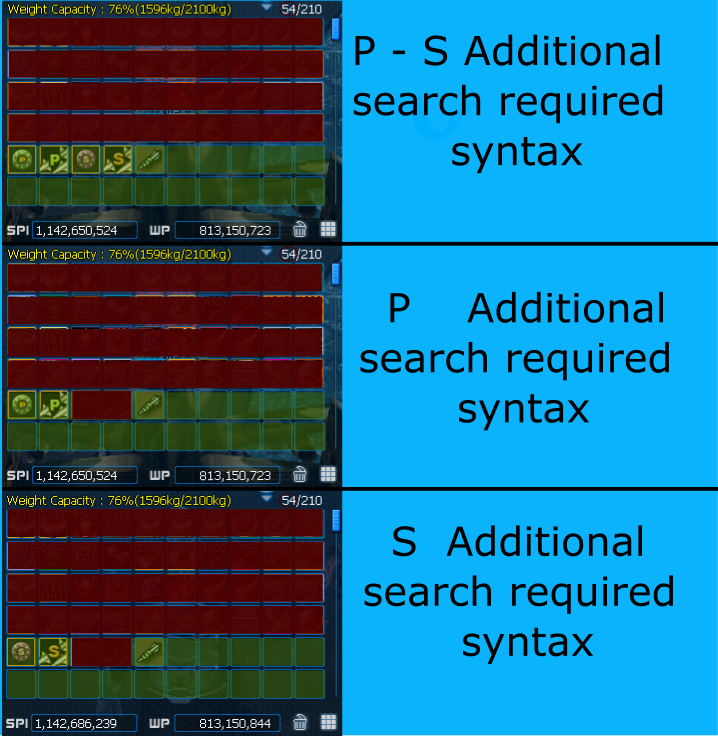 Weight Capacity : 76%(1596kg/2100kg) 54/210
P - S Additional
search required
syntax
P P S S
SPI 1,142,650,524 WP 813,150,723
Weight Capacity : 76%(1596kg/2100kg) 54/210
P Additional
search required
syntax
P P
SPI 1,142,650,524 WP 813,150,723
Weight Capacity : 76%(1596kg/2100kg) 54/210
S Additional
search required
syntax
S S
SPI 1,142,686,239 WP 813,150,844